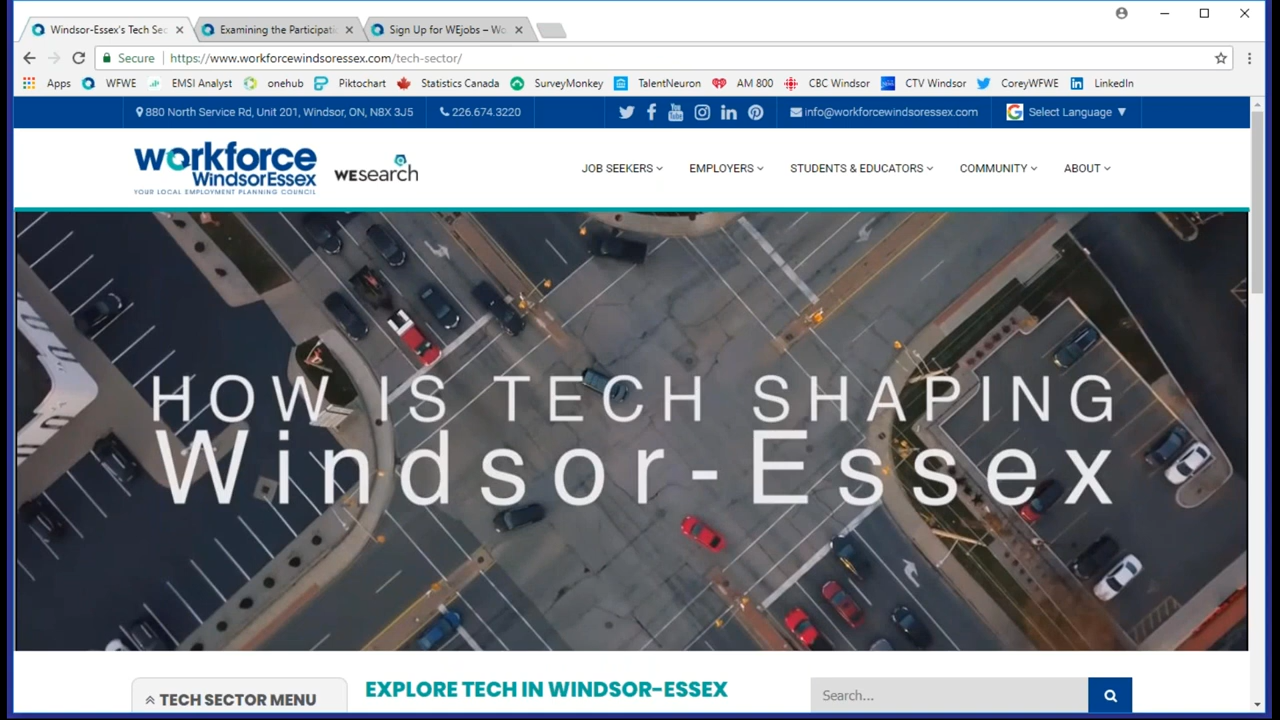 Windsor-Essex's Tech Sec
Examining the Participatio
Sign Up for WEjobs – Wo
Secure
https://www.workforcewindsoressex.com/tech-sector/
Apps
WFWE
EMSI Analyst
onehub
Piktochart
Statistics Canada
SurveyMonkey
TalentNeuron
AM 800
CBC Windsor
CTV Windsor
CoreyWFWE
LinkedIn
880 North Service Rd, Unit 201, Windsor, ON, N8X 3J5
226.674.3220
info@workforcewindsoressex.com
Select Language ▼
workforce
WindsorEssex
YOUR LOCAL EMPLOYMENT PLANNING COUNCIL
WEsearch
JOB SEEKERS
EMPLOYERS
STUDENTS & EDUCATORS
COMMUNITY
ABOUT
HOW IS TECH SHAPING
Windsor-Essex
TECH SECTOR MENU
EXPLORE TECH IN WINDSOR-ESSEX
Search...